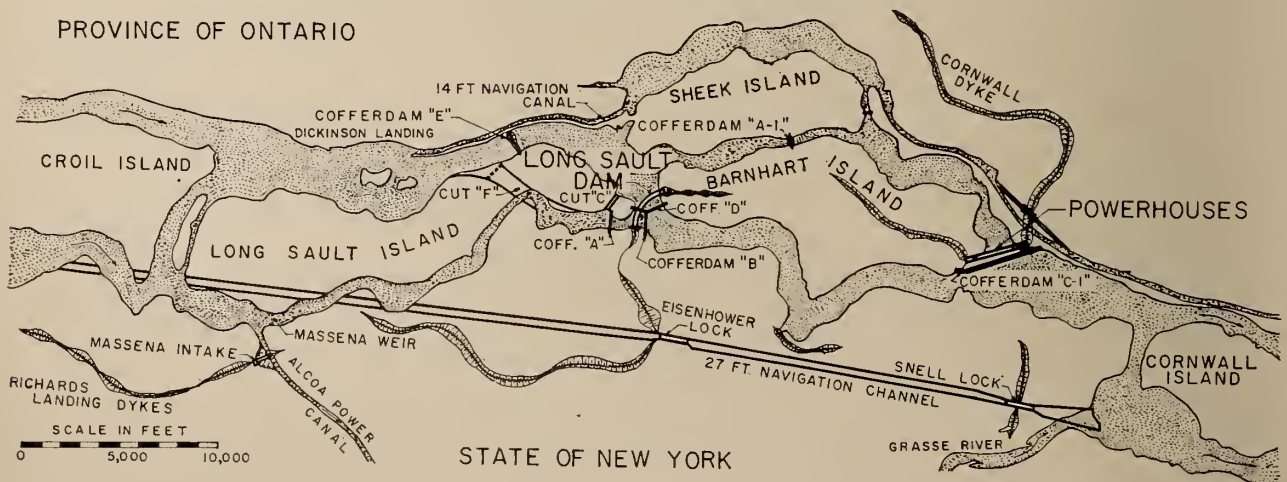 PROVINCE OF ONTARIO
14 FT NAVIGATION
CANAL
SHEEK ISLAND
CORNWALL
DYKE
COFFERDAM "E"
DICKINSON LANDING
COFFERDAM "A-1"
CROIL ISLAND
LONG SAULT
DAM
BARNHART
ISLAND
CUT "F"
CUT "C"
COFF. "D"
POWERHOUSES
LONG SAULT ISLAND
COFF. "A"
COFFERDAM "B"
COFFERDAM "C-1"
EISENHOWER
LOCK
MASSENA WEIR
MASSENA INTAKE
ALCOA POWER
CANAL
RICHARDS
LANDING DYKES
27 FT. NAVIGATION CHANNEL
SNELL LOCK
CORNWALL
ISLAND
GRASSE RIVER
SCALE IN FEET
0 5,000 10,000
STATE OF NEW YORK